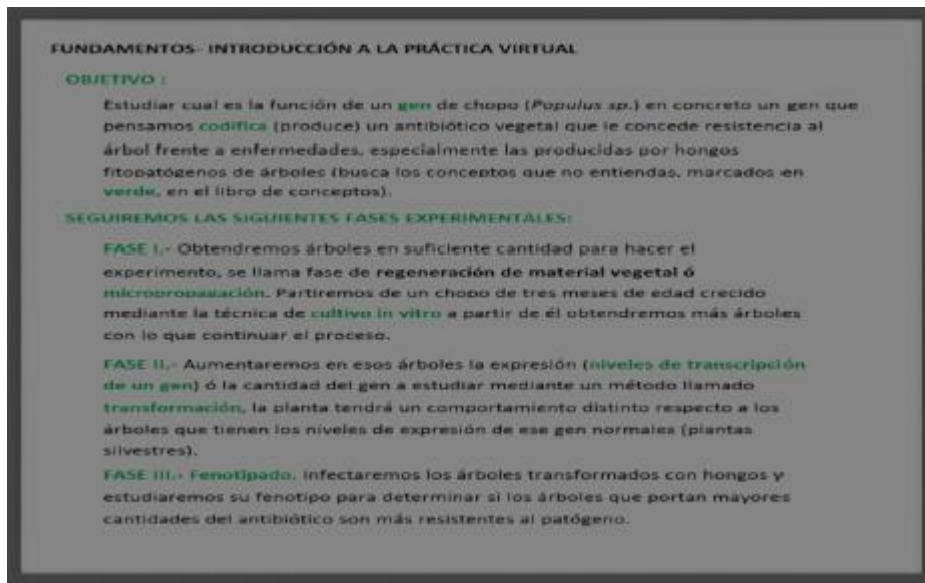 FUNDAMENTOS- INTRODUCCIÓN A LA PRÁCTICA VIRTUAL
OBJETIVO :
Estudiar cual es la función de un gen de chopo (Populus sp.) en concreto un gen que
pensamos codifica (produce) un antibiótico vegetal que le concede resistencia al
árbol frente a enfermedades, especialmente las producidas por hongos
fitopatógenos de árboles (busca los conceptos que no entiendas, marcados en
verde, en el libro de conceptos).
SEGUIREMOS LAS SIGUIENTES FASES EXPERIMENTALES:
FASE I.- Obtendremos árboles en suficiente cantidad para hacer el
experimento, se llama fase de regeneración de material vegetal ó
micropropagación. Partiremos de un chopo de tres meses de edad crecido
mediante la técnica de cultivo in vitro a partir de él obtendremos más árboles
con lo que continuar el proceso.
FASE II.- Aumentaremos en esos árboles la expresión (niveles de transcripción
de un gen) ó la cantidad del gen a estudiar mediante un método llamado
transformación, la planta tendrá un comportamiento distinto respecto a los
árboles que tienen los niveles de expresión de ese gen normales (plantas
silvestres).
FASE III.- Fenotipado. Infectaremos los árboles transformados con hongos y
estudiaremos su fenotipo para determinar si los árboles que portan mayores
cantidades del antibiótico son más resistentes al patógeno.